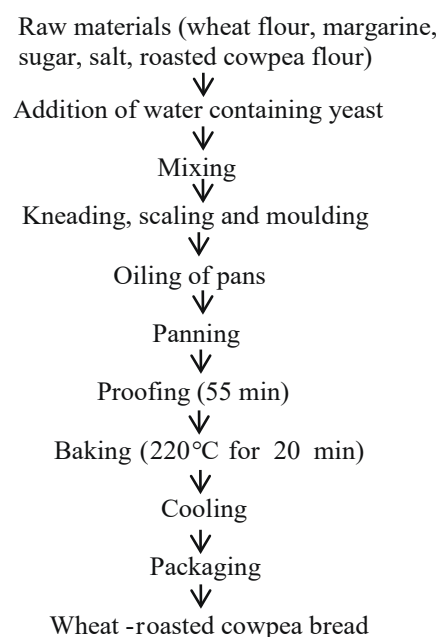 Raw materials (wheat flour, margarine,
sugar, salt, roasted cowpea flour)
Addition of water containing yeast
Mixing
Kneading, scaling and moulding
Oiling of pans
Panning
Proofing (55 min)
Baking (220°C for 20 min)
Cooling
Packaging
Wheat -roasted cowpea bread